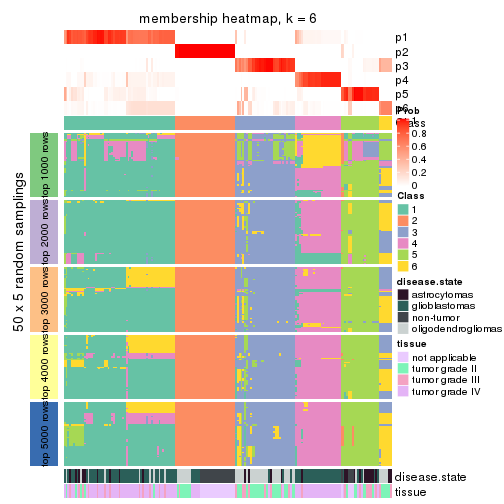 membership heatmap, k = 6
p1
p2
p3
p4
p5
p6
Prob
1
0.8
0.6
0.4
0.2
0
Class
Class
1
2
3
4
5
6
disease.state
astrocytomas
glioblastomas
non-tumor
oligodendrogliomas
tissue
not applicable
tumor grade II
tumor grade III
tumor grade IV
50 x 5 random samplings
top 1000 rows
top 2000 rows
top 3000 rows
top 4000 rows
top 5000 rows
disease.state
tissue